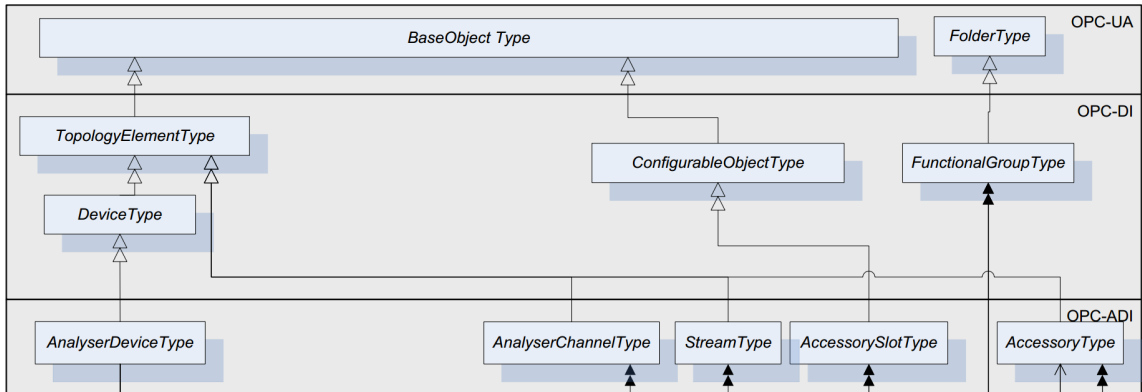 OPC-UA
BaseObject Type
FolderType
OPC-DI
TopologyElementType
ConfigurableObjectType
FunctionalGroupType
DeviceType
OPC-ADI
AnalyserDeviceType
AnalyserChannelType
StreamType
AccessorySlotType
AccessoryType